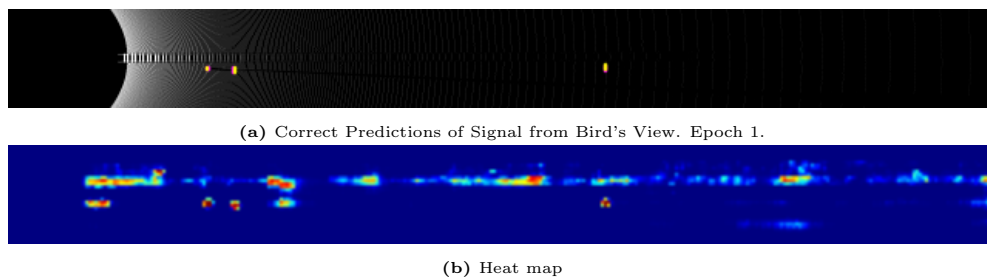 (a) Correct Predictions of Signal from Bird's View. Epoch 1.
(b) Heat map